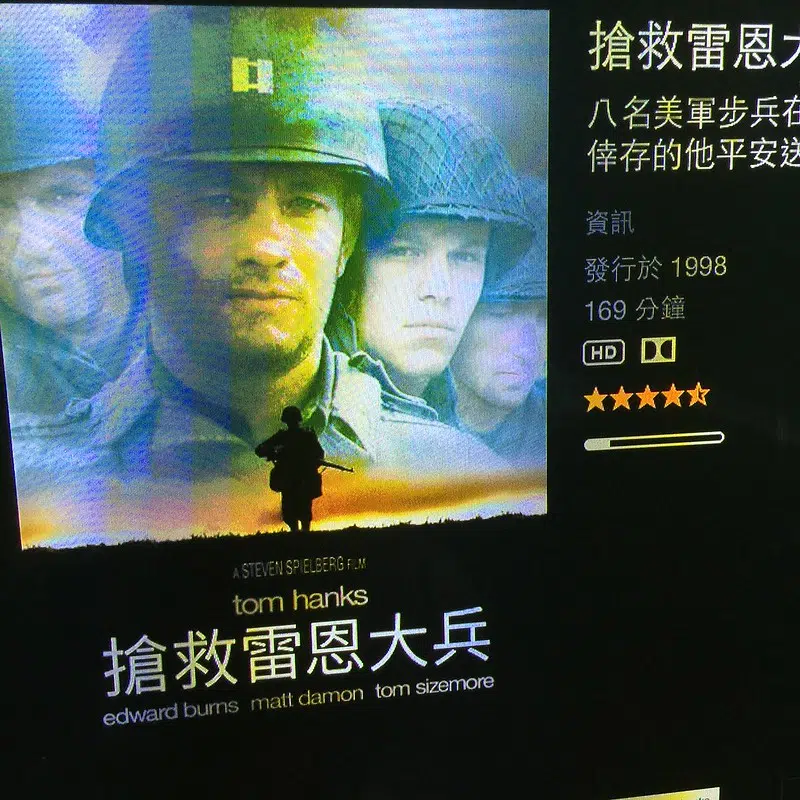 搶救雷恩大
八名美軍步兵在
倖存的他平安送
資訊
發行於 1998
169 分鐘
HD
A STEVEN SPIELBERG FILM
tom hanks
搶救雷恩大兵
edward burns matt damon tom sizemore